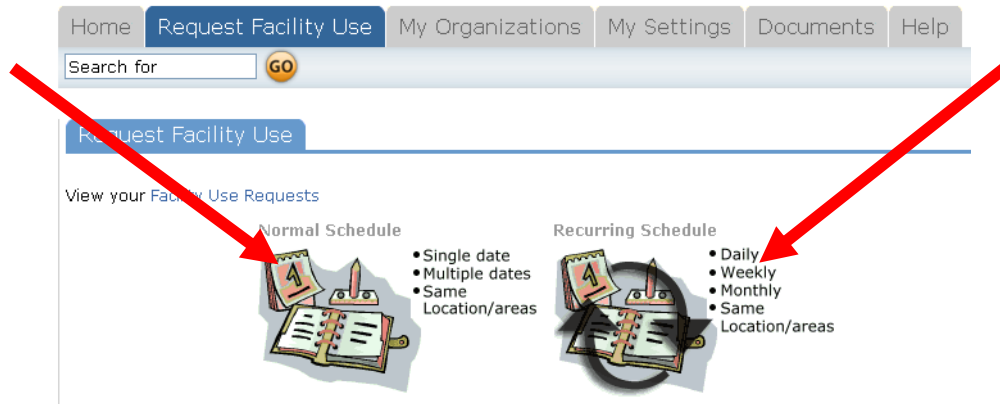 Home Request Facility Use My Organizations My Settings Documents Help
Search for GO
Request Facility Use
View your Facility Use Requests
Normal Schedule
1
• Single date
• Multiple dates
• Same
Location/areas
Recurring Schedule
1
• Daily
• Weekly
• Monthly
• Same
Location/areas